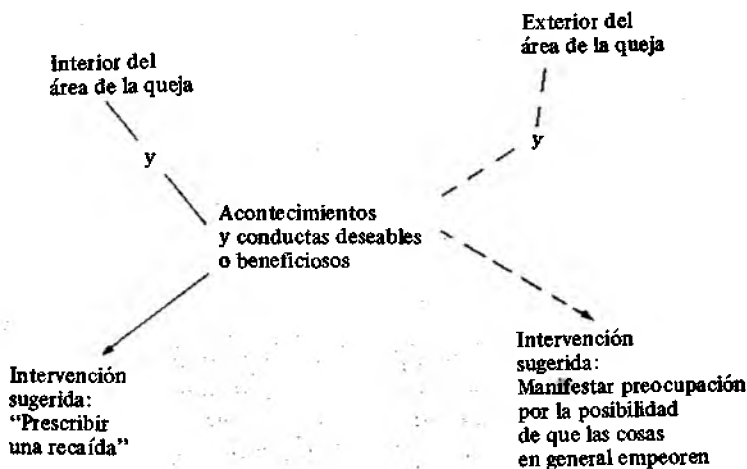 Exterior del
área de la queja
Interior del
área de la queja
y
y
Acontecimientos
y conductas deseables
o beneficiosos
Intervención
sugerida:
“Prescribir
una recaída”
Intervención
sugerida:
Manifestar preocupación
por la posibilidad
de que las cosas
en general empeoren